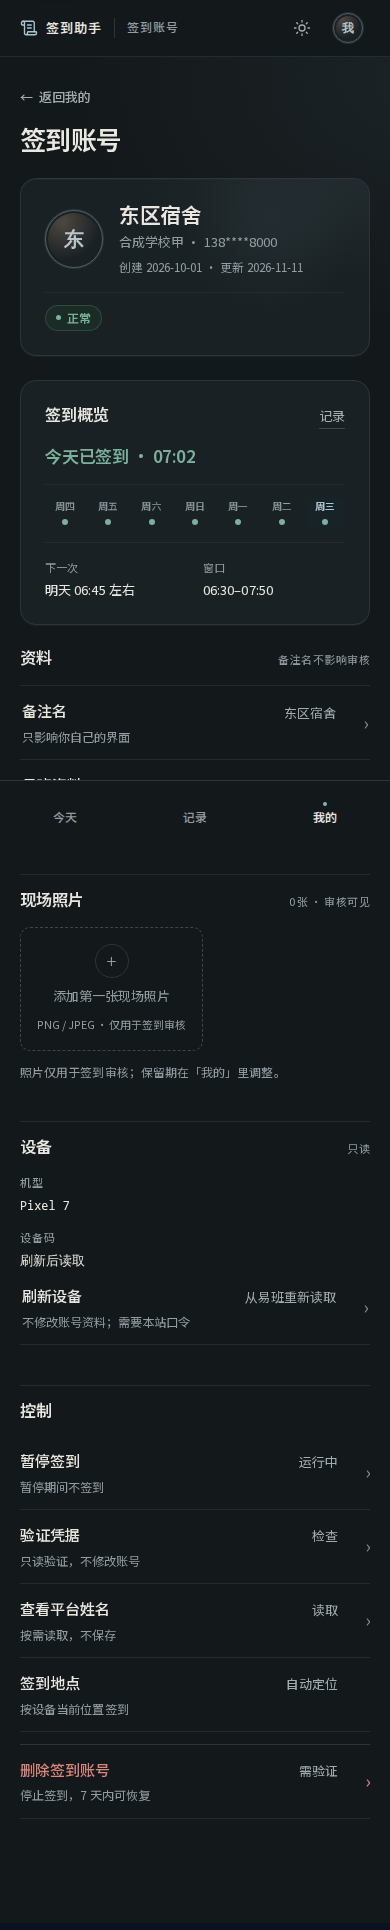 签到助手 签到账号 我
← 返回我的
签到账号
东
东区宿舍
合成学校甲 · 138****8000
创建 2026-10-01 · 更新 2026-11-11
正常
签到概览 记录
今天已签到 · 07:02
周四 周五 周六 周日 周一 周二 周三
下一次 窗口
明天 06:45 左右 06:30–07:50
资料 备注名不影响审核
备注名 东区宿舍 ›
只影响你自己的界面
今天 记录 我的
现场照片 0 张 · 审核可见
+
添加第一张现场照片
PNG / JPEG · 仅用于签到审核
照片仅用于签到审核；保留期在「我的」里调整。
设备 只读
机型
Pixel 7
设备码
刷新后读取
刷新设备 从易班重新读取 ›
不修改账号资料；需要本站口令
控制
暂停签到 运行中 ›
暂停期间不签到
验证凭据 检查 ›
只读验证，不修改账号
查看平台姓名 读取 ›
按需读取，不保存
签到地点 自动定位
按设备当前位置签到
删除签到账号 需验证 ›
停止签到，7 天内可恢复